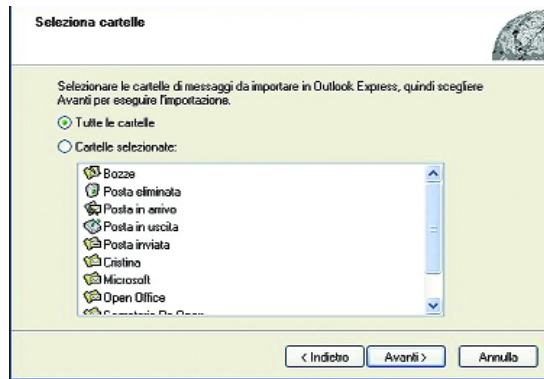 Seleziona cartelle
Selezionare le cartelle di messaggi da importare in Outlook Express, quindi scegliere
Avanti per eseguire l'importazione.
Tutte le cartelle
Cartelle selezionate:
Bozze
Posta eliminata
Posta in arrivo
Posta in uscita
Posta inviata
Cristina
Microsoft
Open Office
< Indietro
Avanti >
Annulla